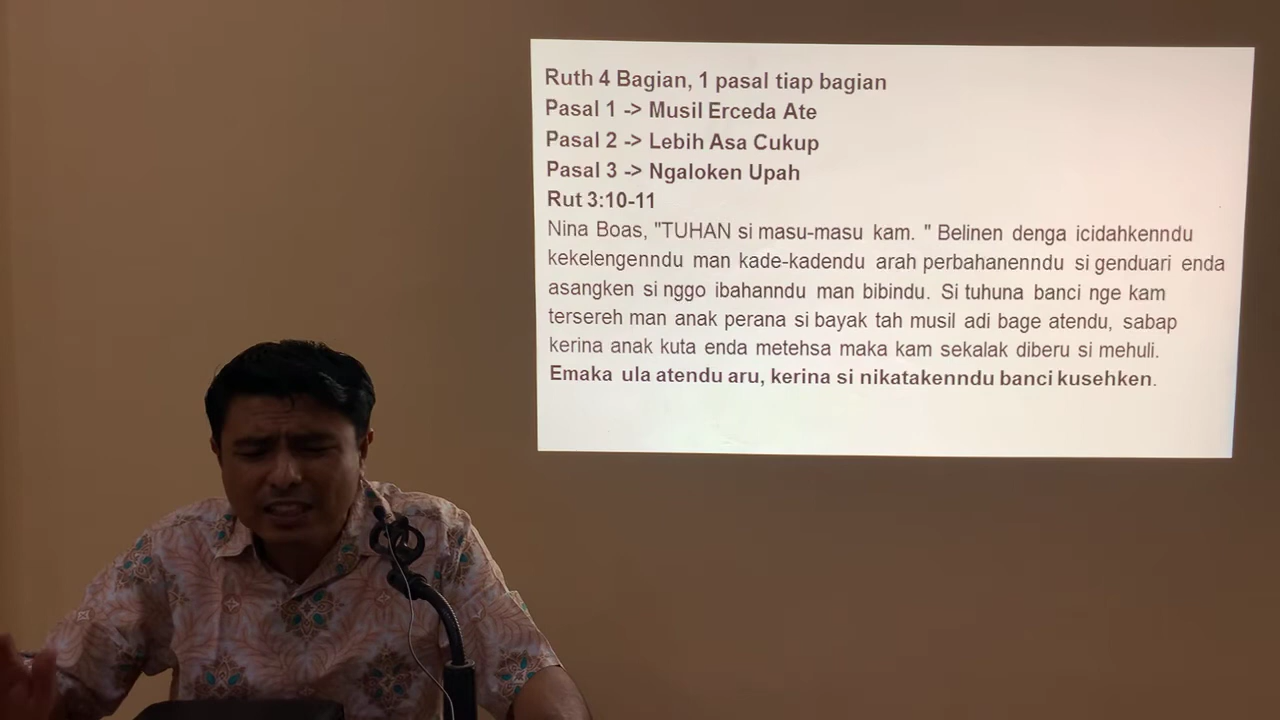 Ruth 4 Bagian, 1 pasal tiap bagian
Pasal 1 -> Musil Erceda Ate
Pasal 2 -> Lebih Asa Cukup
Pasal 3 -> Ngaloken Upah
Rut 3:10-11
Nina Boas, "TUHAN si masu-masu kam. " Belinen denga icidahkenndu
kekelengenndu man kade-kadendu arah perbahanenndu si genduari enda
asangken si nggo ibahanndu man bibindu. Si tuhuna banci nge kam
tersereh man anak perana si bayak tah musil adi bage atendu, sabap
kerina anak kuta enda metehsa maka kam sekalak diberu si mehuli.
Emaka ula atendu aru, kerina si nikatakenndu banci kusehken.